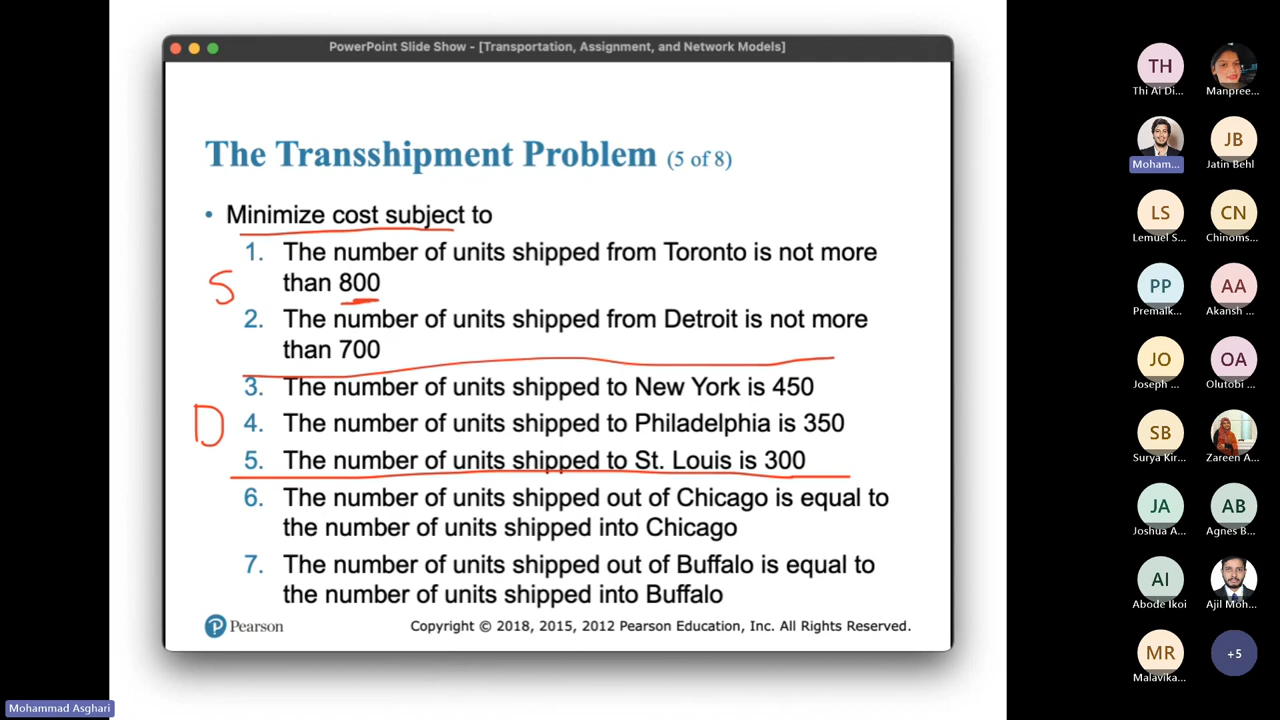 PowerPoint Slide Show - [Transportation, Assignment, and Network Models]
The Transshipment Problem (5 of 8)
• Minimize cost subject to
1. The number of units shipped from Toronto is not more
than 800
S
2. The number of units shipped from Detroit is not more
than 700
3. The number of units shipped to New York is 450
D
4. The number of units shipped to Philadelphia is 350
5. The number of units shipped to St. Louis is 300
6. The number of units shipped out of Chicago is equal to
the number of units shipped into Chicago
7. The number of units shipped out of Buffalo is equal to
the number of units shipped into Buffalo
Pearson
Copyright © 2018, 2015, 2012 Pearson Education, Inc. All Rights Reserved.
Mohammad Asghari
TH
Thi Ai Di...
Manpree...
Moham...
JB
Jatin Behl
LS
Lemuel S...
CN
Chinoms...
PP
Premalk...
AA
Akansh ...
JO
Joseph ...
OA
Olutobi ...
SB
Surya Kir...
Zareen A...
JA
Joshua A...
AB
Agnes B...
AI
Abode Ikoi
Ajil Moh...
MR
Malavika...
+5